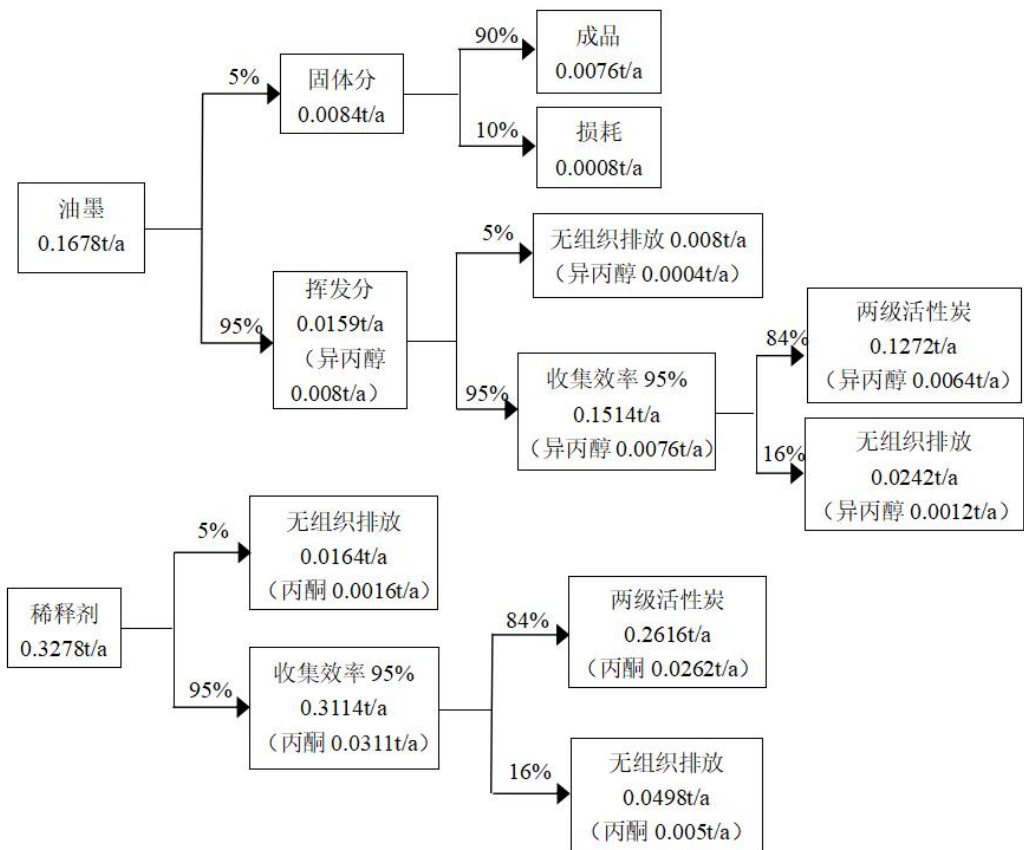 油墨
0.1678t/a
5%
固体分
0.0084t/a
90%
成品
0.0076t/a
10%
损耗
0.0008t/a
95%
挥发分
0.0159t/a
（异丙醇
0.008t/a）
5%
无组织排放 0.008t/a
（异丙醇 0.0004t/a）
95%
收集效率 95%
0.1514t/a
（异丙醇 0.0076t/a）
84%
两级活性炭
0.1272t/a
（异丙醇 0.0064t/a）
16%
无组织排放
0.0242t/a
（异丙醇 0.0012t/a）
稀释剂
0.3278t/a
5%
无组织排放
0.0164t/a
（丙酮 0.0016t/a）
95%
收集效率 95%
0.3114t/a
（丙酮 0.0311t/a）
84%
两级活性炭
0.2616t/a
（丙酮 0.0262t/a）
16%
无组织排放
0.0498t/a
（丙酮 0.005t/a）